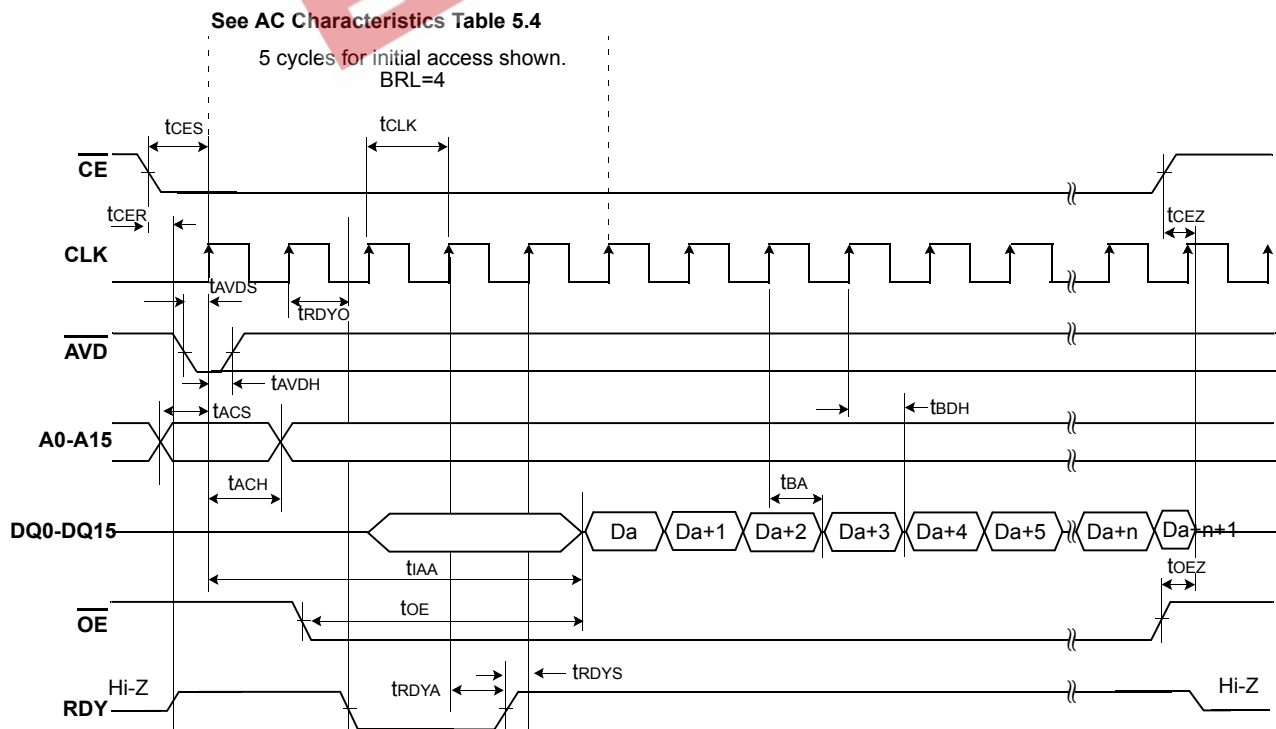 See AC Characteristics Table 5.4
5 cycles for initial access shown.
BRL=4
tCES
tCLK
CE
tCER
tCEZ
CLK
tAVDS
tRDYO
AVD
tAVDH
tACS
tBDH
A0-A15
tACH
tBA
DQ0-DQ15
Da
Da+1
Da+2
Da+3
Da+4
Da+5
Da+n
Da+n+1
tIAA
tOEZ
tOE
OE
tRDYS
tRDYA
Hi-Z
Hi-Z
RDY